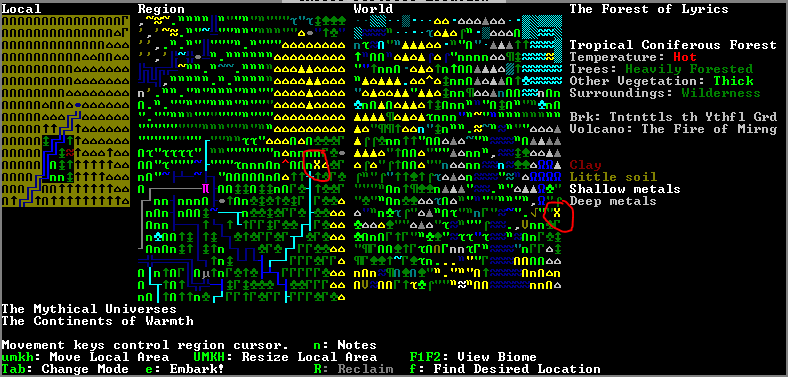 Local Region World The Forest of Lyrics
Tropical Coniferous Forest
Temperature: Hot
Trees: Heavily Forested
Other Vegetation: Thick
Surroundings: Wilderness
Brk: Tntnttls th Ythfl Grd
Volcano: The Fire of Mirng
Clay
Little soil
Shallow metals
Deep metals
The Mythical Universes
The Continents of Warmth
Movement keys control region cursor. n: Notes
umkh: Move Local Area UMKH: Resize Local Area F1F2: View Biome
Tab: Change Mode e: Embark! R: Reclaim f: Find Desired Location